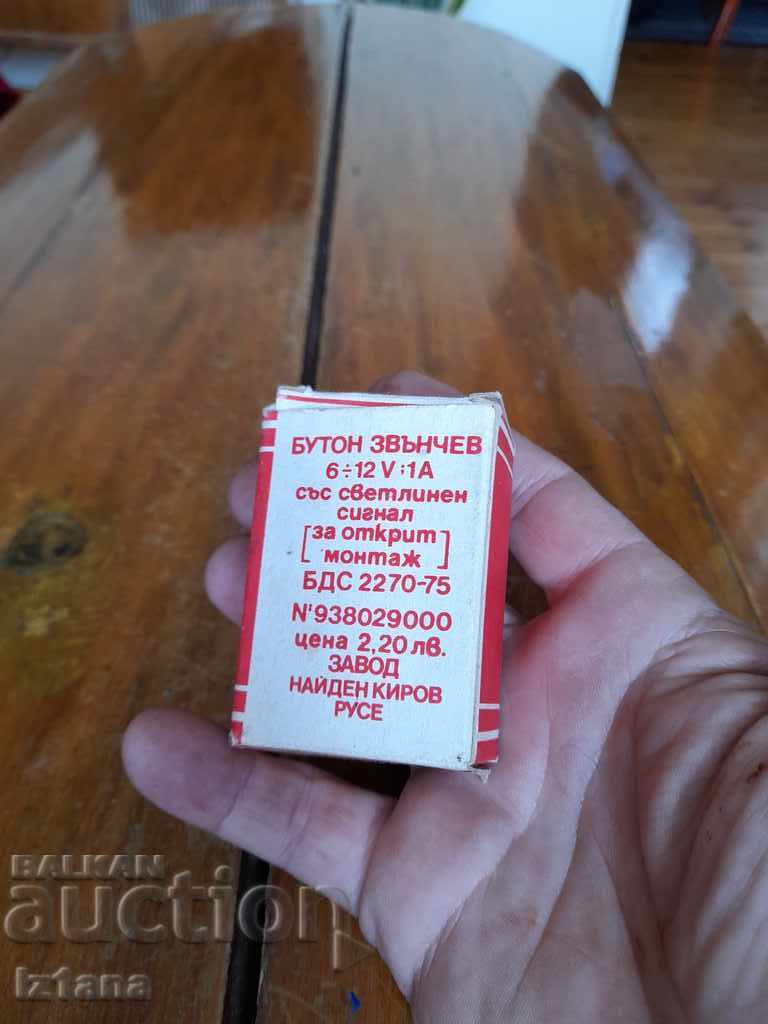 БУТОН ЗВЪНЧЕВ
6÷12 V ; 1A
със светлинен
сигнал
[за открит
монтаж]
БДС 2270-75
N°938029000
цена 2,20 лв.
ЗАВОД
НАЙДЕН КИРОВ
РУСЕ
BALKAN
auction
Iztana